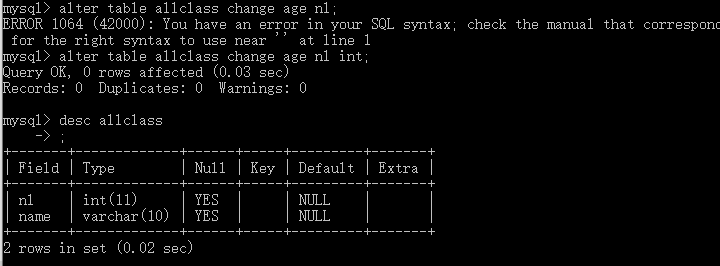 mysql> alter table allclass change age nl;
ERROR 1064 (42000): You have an error in your SQL syntax; check the manual that correspond
 for the right syntax to use near '' at line 1
mysql> alter table allclass change age nl int;
Query OK, 0 rows affected (0.03 sec)
Records: 0  Duplicates: 0  Warnings: 0
mysql> desc allclass
    -> ;
+-------+-------------+------+-----+---------+-------+
| Field | Type        | Null | Key | Default | Extra |
+-------+-------------+------+-----+---------+-------+
| nl    | int(11)     | YES  |     | NULL    |       |
| name  | varchar(10) | YES  |     | NULL    |       |
+-------+-------------+------+-----+---------+-------+
2 rows in set (0.02 sec)